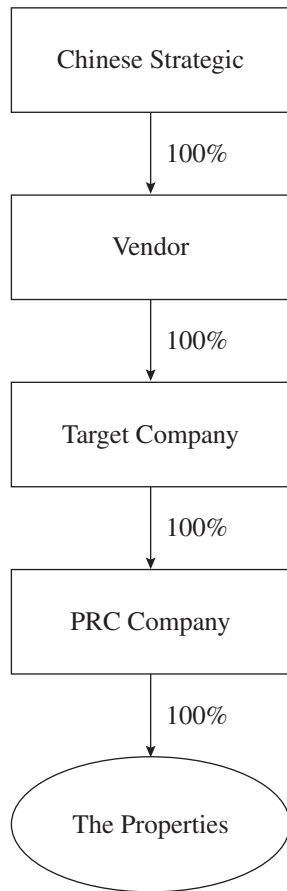 Chinese Strategic
100%
Vendor
100%
Target Company
100%
PRC Company
100%
The Properties